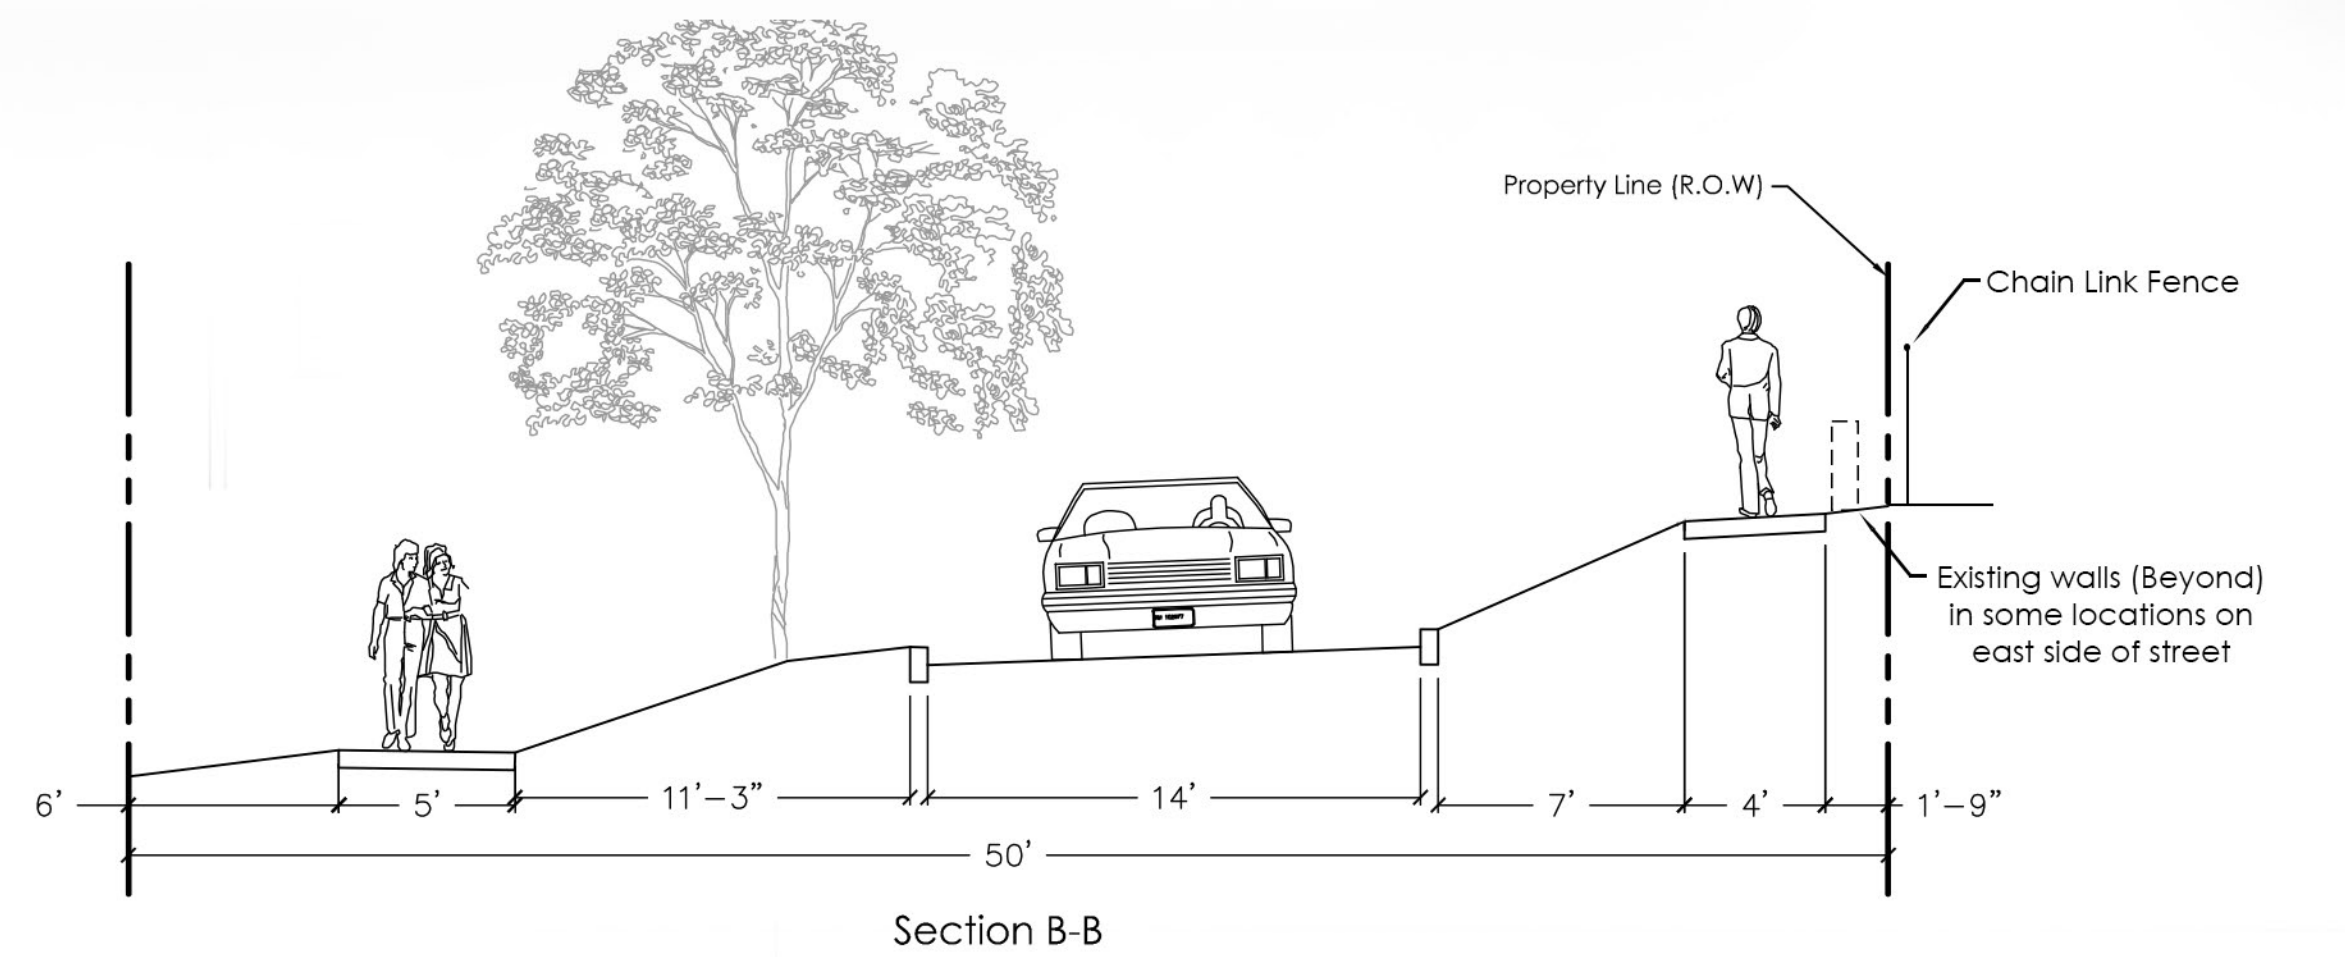 Property Line (R.O.W)
Chain Link Fence
Existing walls (Beyond)
in some locations on
east side of street
6’
5’
11’–3”
14’
7’
4’
1’–9”
50’
Section B-B